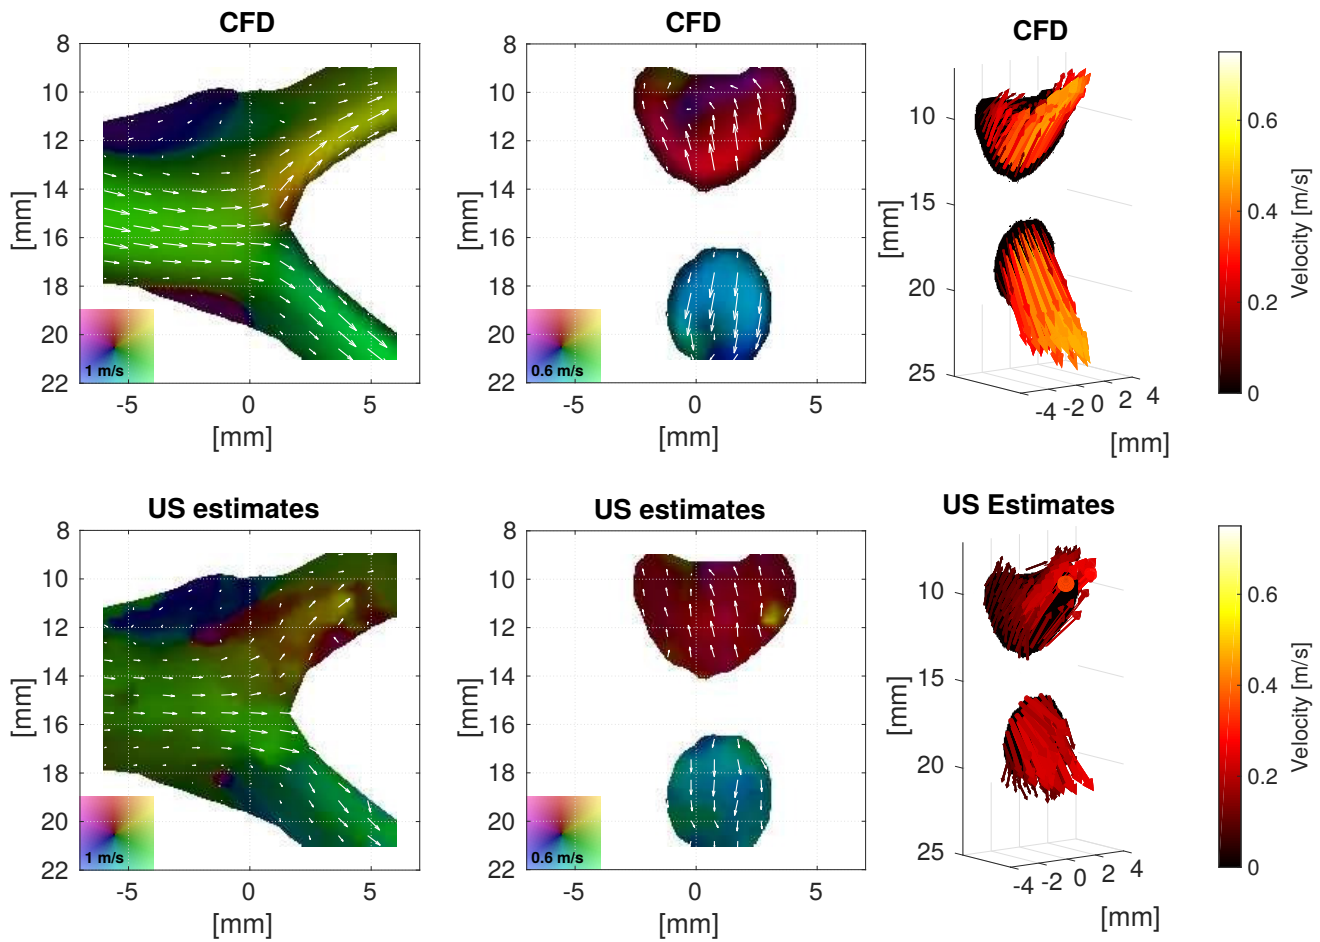 CFD
8
10
12
14
16
18
20
22
[mm]
1 m/s
-5
0
5
[mm]
CFD
8
10
12
14
16
18
20
22
[mm]
0.6 m/s
-5
0
5
[mm]
CFD
10
15
20
25
[mm]
-4 -2 0 2 4
[mm]
0.6
0.4
0.2
0
Velocity [m/s]
US estimates
8
10
12
14
16
18
20
22
[mm]
1 m/s
-5
0
5
[mm]
US estimates
8
10
12
14
16
18
20
22
[mm]
0.6 m/s
-5
0
5
[mm]
US Estimates
10
15
20
25
[mm]
-4 -2 0 2 4
[mm]
0.6
0.4
0.2
0
Velocity [m/s]